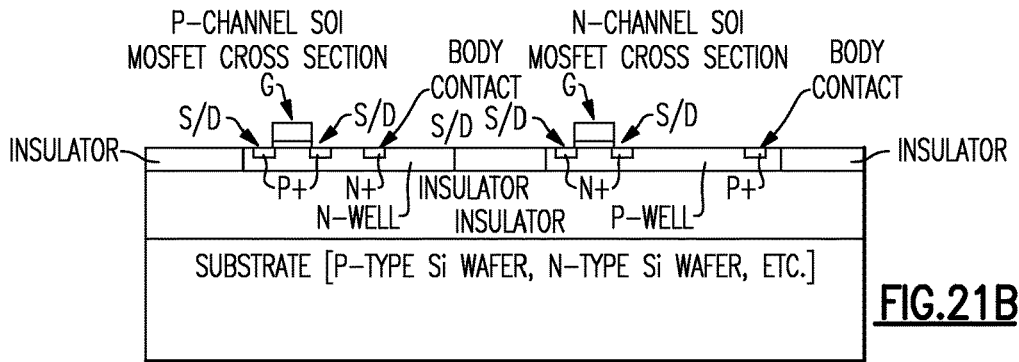 P-CHANNEL SOI
MOSFET CROSS SECTION
N-CHANNEL SOI
MOSFET CROSS SECTION
BODY
CONTACT
BODY
CONTACT
G
G
S/D
S/D
S/D
S/D
S/D
INSULATOR
INSULATOR
P+
N+
INSULATOR
N+
P+
N-WELL
INSULATOR
P-WELL
SUBSTRATE [P-TYPE Si WAFER, N-TYPE Si WAFER, ETC.]
FIG.21B